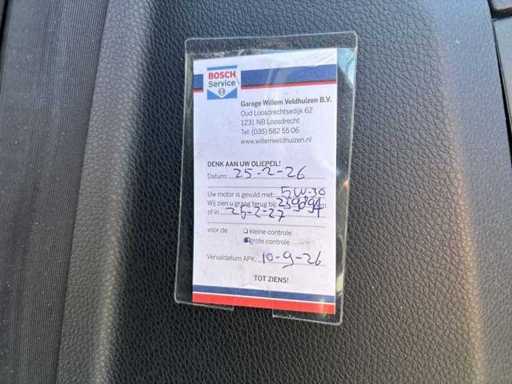 BOSCH
Service
Garage Willem Veldhuizen B.V.
Oud Loosdrechtsedijk 62
1231 NB Loosdrecht
Tel (035) 582 55 06
www.willemveldhuizen.nl
DENK AAN UW OLIEPEIL!
Datum: 25-2-26
Uw motor is gevuld met: 5W-30
Wij zien u graag terug bij:
of in 25-2-27
voor de kleine controle
grote controle
Vervaldatum APK: 10-9-26
TOT ZIENS!